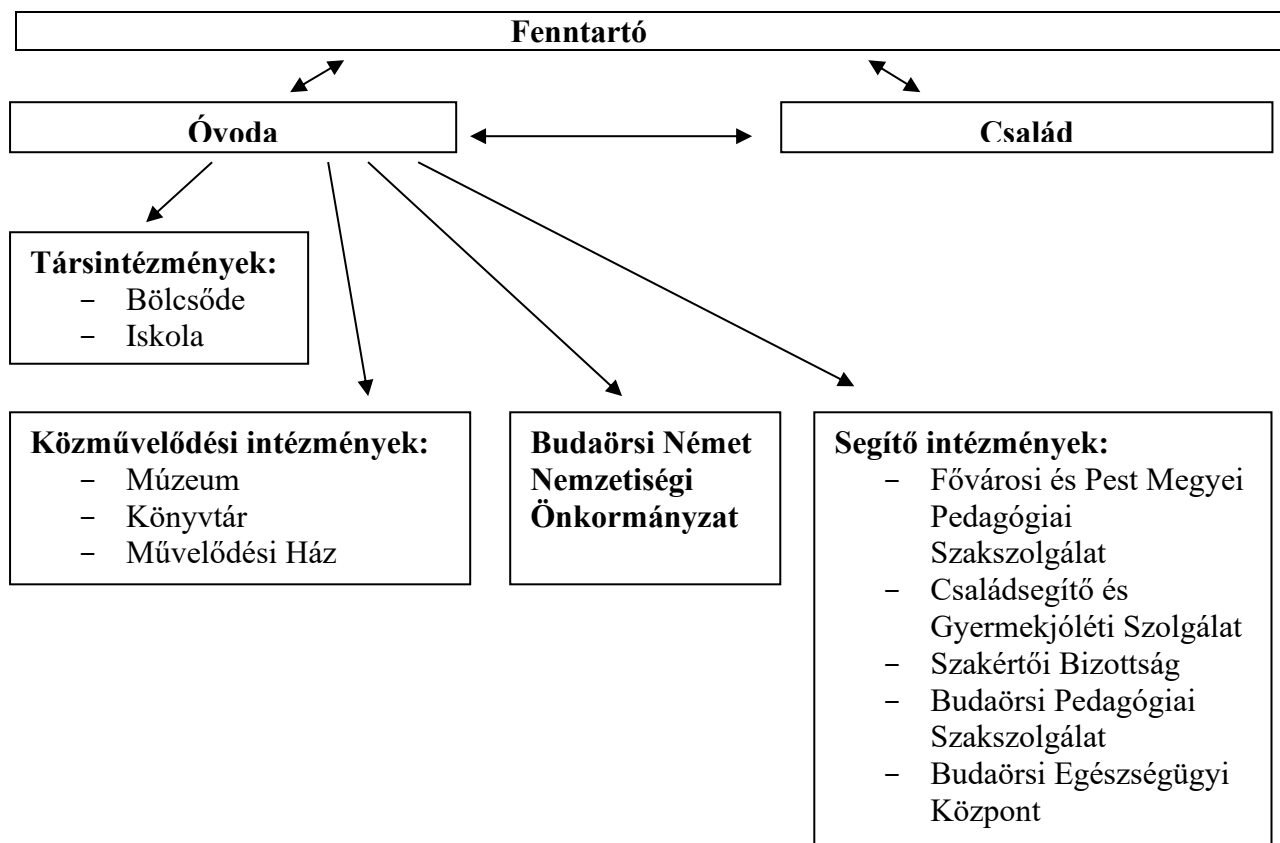 Fenntartó
Óvoda
Család
Társintézmények:
- Bölcsőde
- Iskola
Közművelődési intézmények:
- Múzeum
- Könyvtár
- Művelődési Ház
Budaörsi Német
Nemzetiségi
Önkormányzat
Segítő intézmények:
- Fővárosi és Pest Megyei
Pedagógiai
Szakszolgálat
- Családsegítő és
Gyermekjóléti Szolgálat
- Szakértői Bizottság
- Budaörsi Pedagógiai
Szakszolgálat
- Budaörsi Egészségügyi
Központ